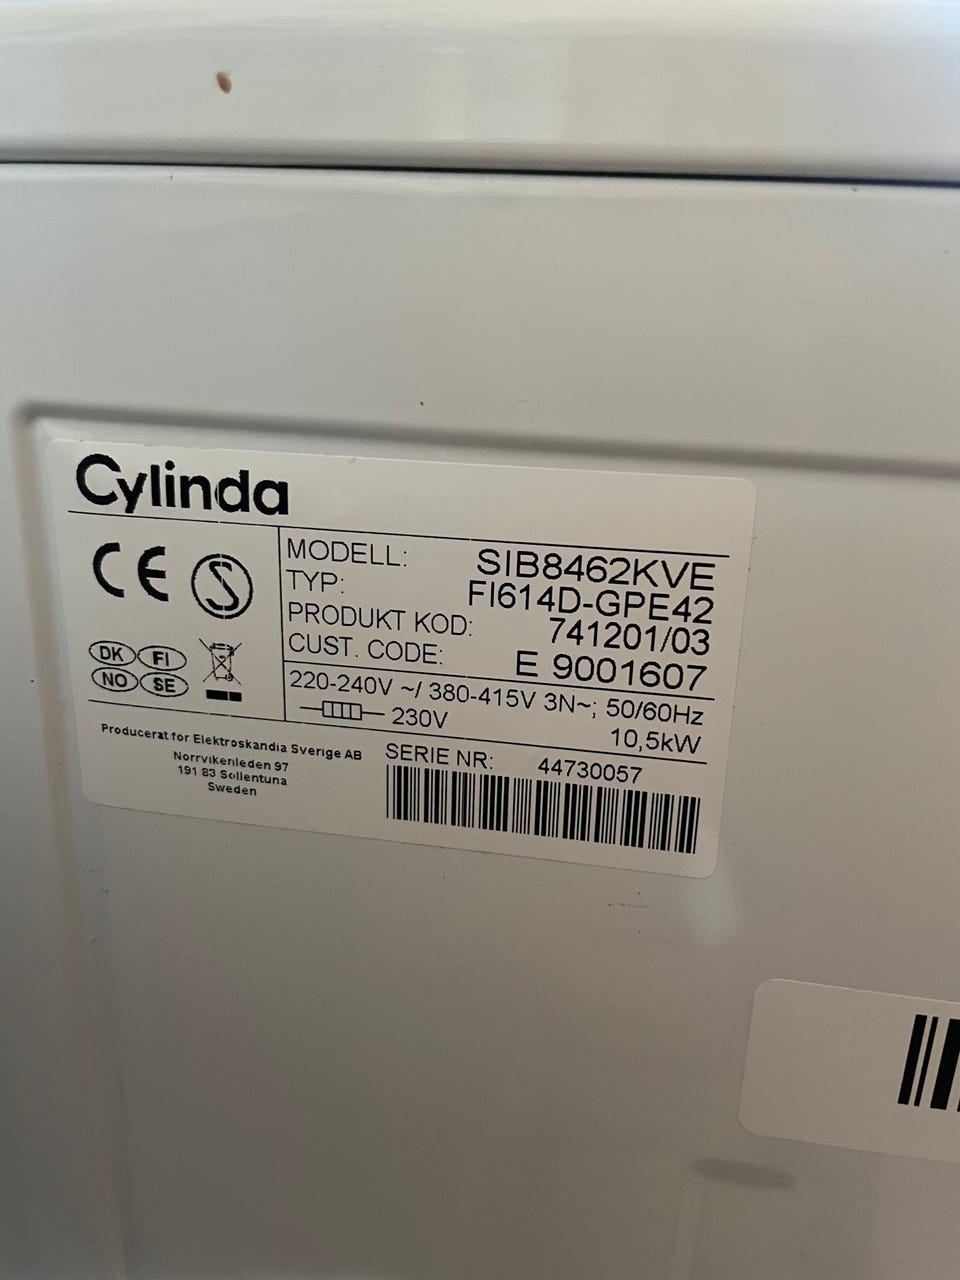 Cylinda
CE S
DK FI
NO SE
MODELL: SIB8462KVE
TYP: FI614D-GPE42
PRODUKT KOD: 741201/03
CUST. CODE: E 9001607
220-240V ~/ 380-415V 3N~; 50/60Hz
230V 10,5kW
Producerat for Elektroskandia Sverige AB
Norrvikenleden 97
191 83 Sollentuna
Sweden
SERIE NR: 44730057